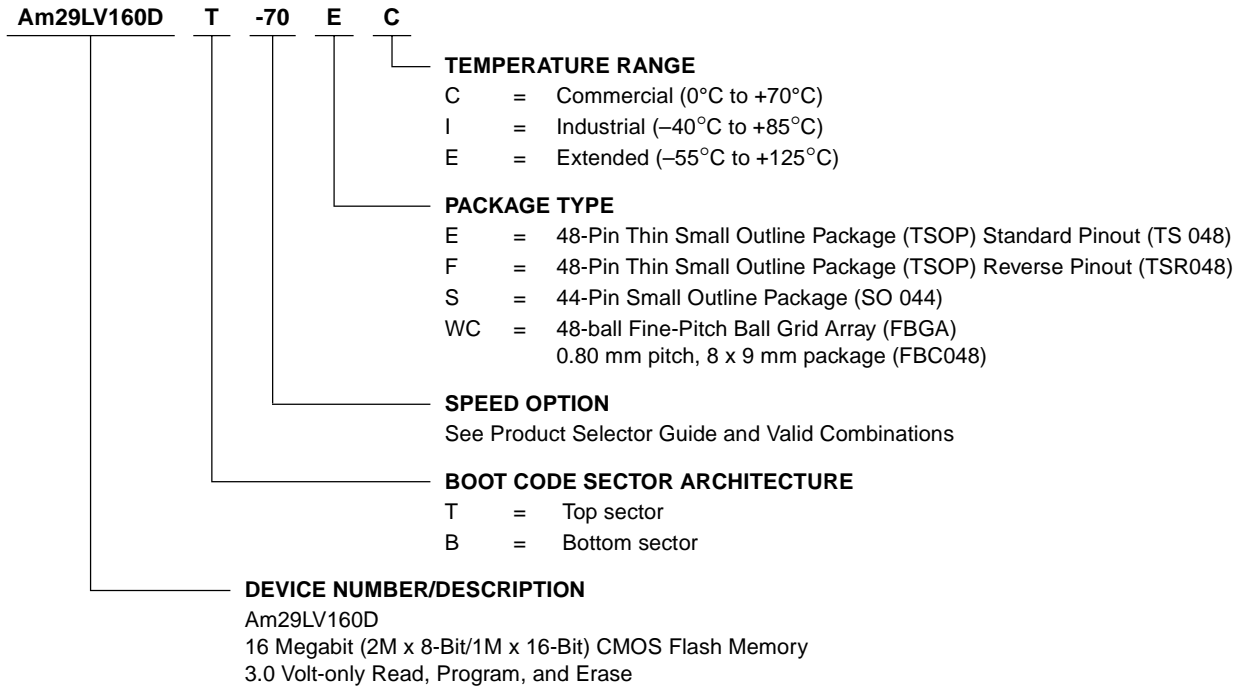 Am29LV160D T -70 E C
TEMPERATURE RANGE
C = Commercial (0°C to +70°C)
I = Industrial (–40°C to +85°C)
E = Extended (–55°C to +125°C)
PACKAGE TYPE
E = 48-Pin Thin Small Outline Package (TSOP) Standard Pinout (TS 048)
F = 48-Pin Thin Small Outline Package (TSOP) Reverse Pinout (TSR048)
S = 44-Pin Small Outline Package (SO 044)
WC = 48-ball Fine-Pitch Ball Grid Array (FBGA)
0.80 mm pitch, 8 x 9 mm package (FBC048)
SPEED OPTION
See Product Selector Guide and Valid Combinations
BOOT CODE SECTOR ARCHITECTURE
T = Top sector
B = Bottom sector
DEVICE NUMBER/DESCRIPTION
Am29LV160D
16 Megabit (2M x 8-Bit/1M x 16-Bit) CMOS Flash Memory
3.0 Volt-only Read, Program, and Erase